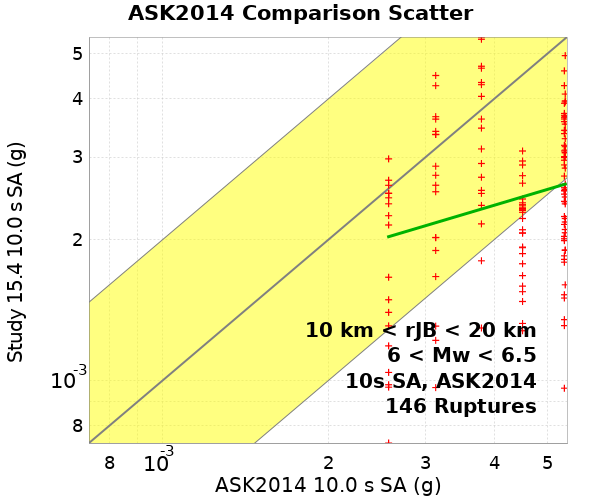 ASK2014 Comparison Scatter
Study 15.4 10.0 s SA (g)
5
4
3
2
10-3
8
10 km < rJB < 20 km
6 < Mw < 6.5
10s SA, ASK2014
146 Ruptures
8 10-3 2 3 4 5
ASK2014 10.0 s SA (g)